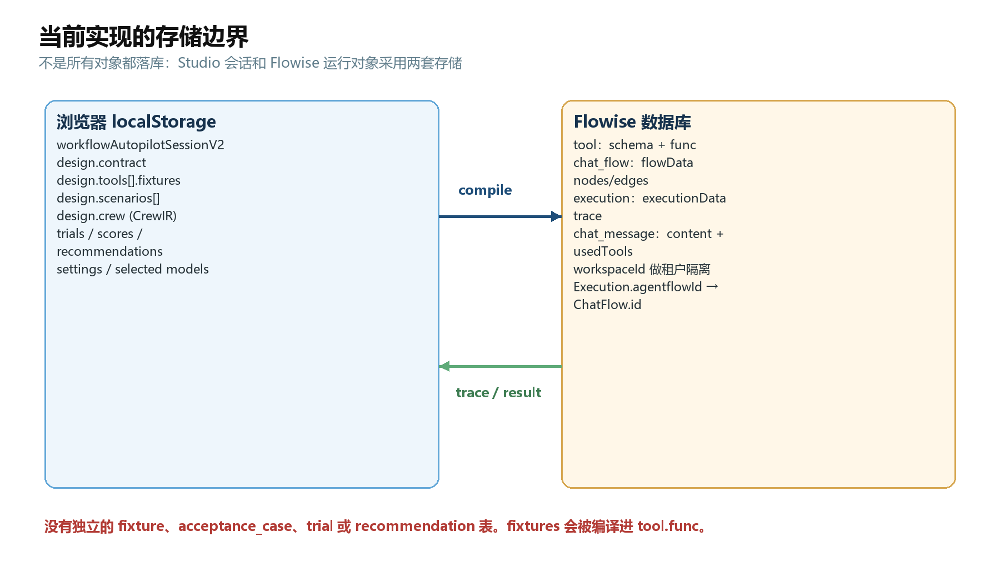 当前实现的存储边界
不是所有对象都落库：Studio 会话和 Flowise 运行对象采用两套存储
浏览器 localStorage
workflowAutopilotSessionV2
design.contract
design.tools[].fixtures
design.scenarios[]
design.crew (CrewIR)
trials / scores /
recommendations
settings / selected models
compile
trace / result
Flowise 数据库
tool：schema + func
chat_flow：flowData
nodes/edges
execution：executionData
trace
chat_message：content +
usedTools
workspaceId 做租户隔离
Execution.agentflowId →
ChatFlow.id
没有独立的 fixture、acceptance_case、trial 或 recommendation 表。fixtures 会被编译进 tool.func。